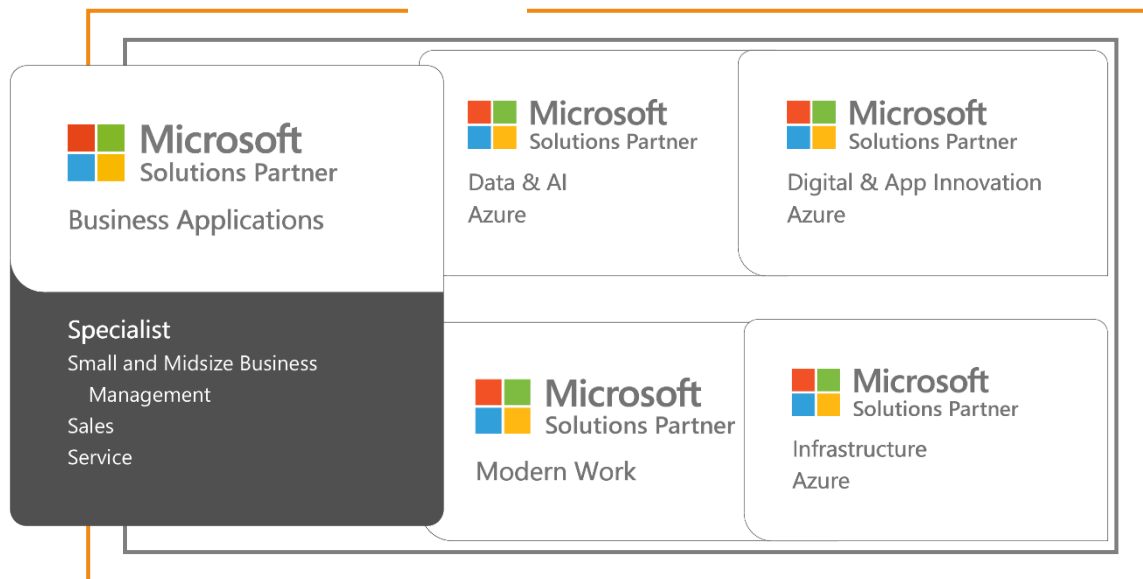 Microsoft
Solutions Partner
Business Applications
Specialist
Small and Midsize Business
Management
Sales
Service
Microsoft
Solutions Partner
Data & AI
Azure
Microsoft
Solutions Partner
Digital & App Innovation
Azure
Microsoft
Solutions Partner
Modern Work
Microsoft
Solutions Partner
Infrastructure
Azure